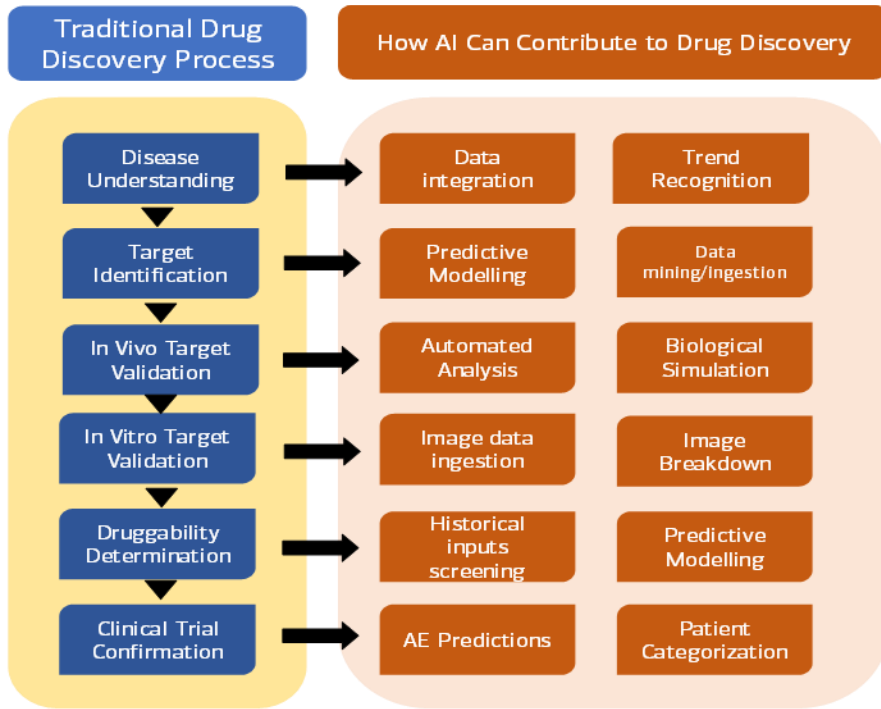 Traditional Drug
Discovery Process
How AI Can Contribute to Drug Discovery
Disease
Understanding
Data
integration
Trend
Recognition
Target
Identification
Predictive
Modelling
Data
mining/ingestion
In Vivo Target
Validation
Automated
Analysis
Biological
Simulation
In Vitro Target
Validation
Image data
ingestion
Image
Breakdown
Druggability
Determination
Historical
inputs
screening
Predictive
Modelling
Clinical Trial
Confirmation
AE Predictions
Patient
Categorization